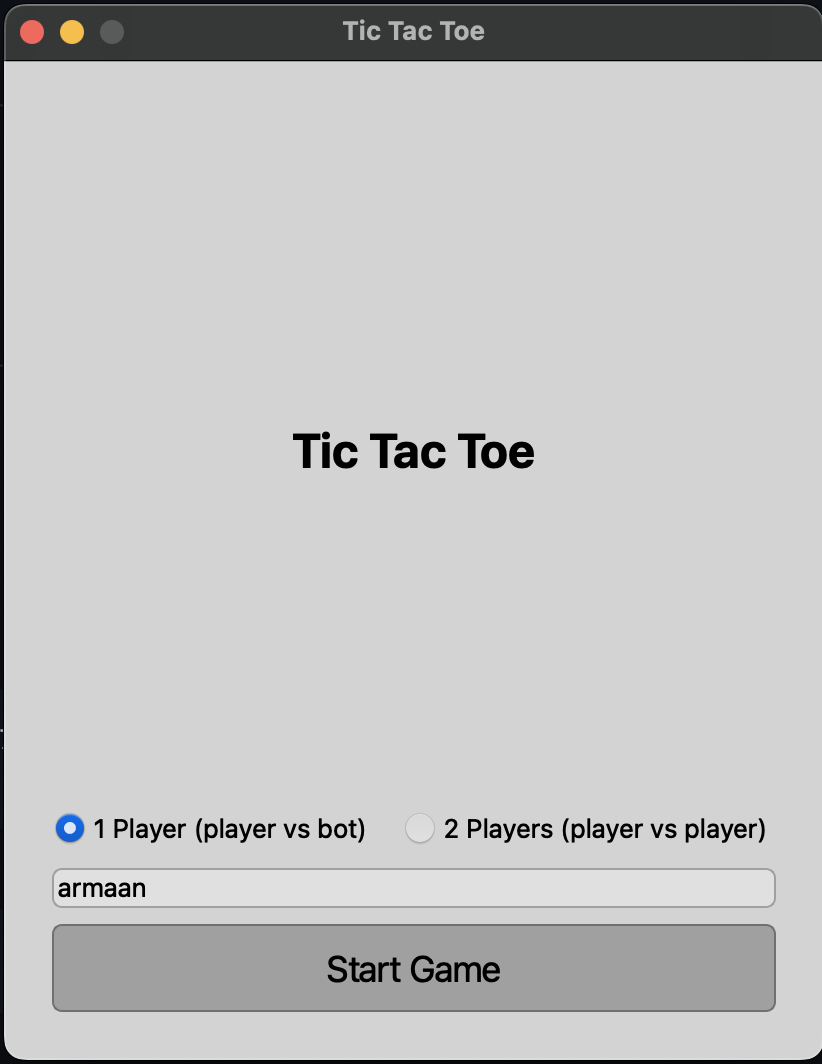 Tic Tac Toe
Tic Tac Toe
1 Player (player vs bot) 2 Players (player vs player)
armaan
Start Game